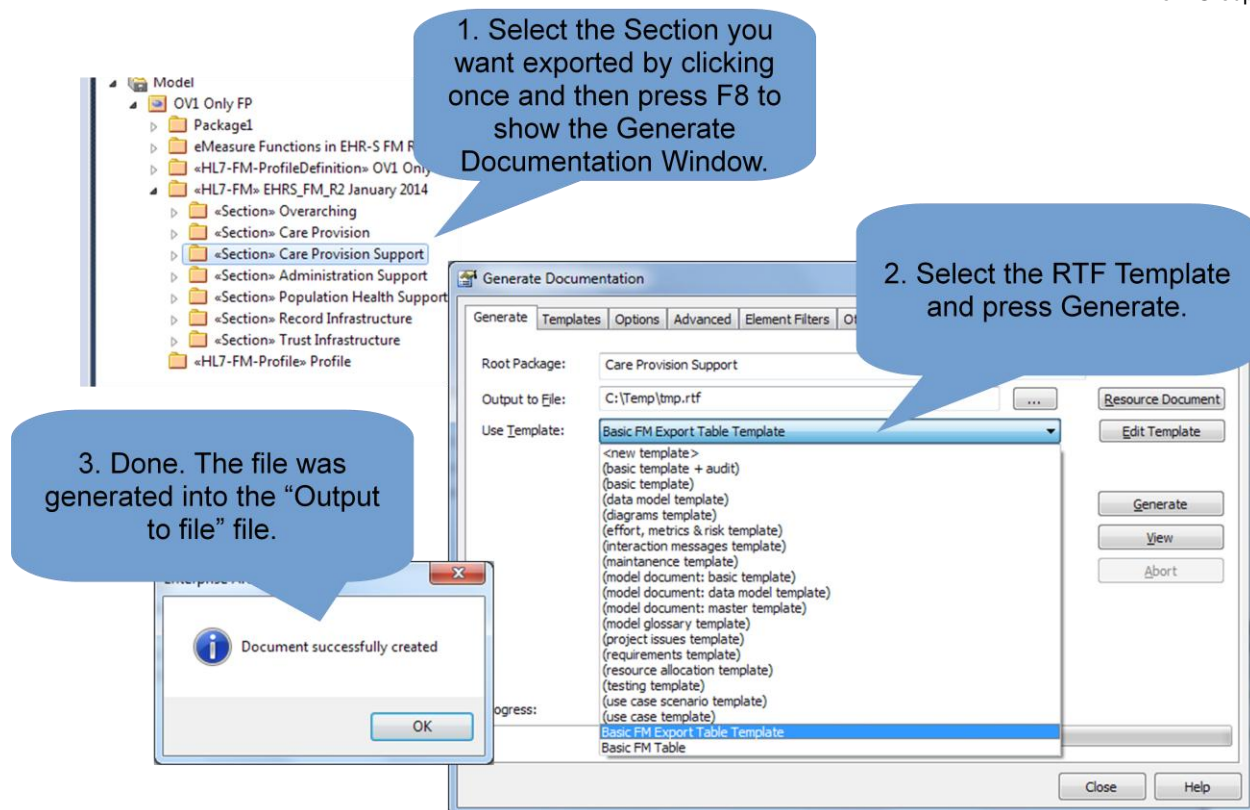 1. Select the Section you
want exported by clicking
once and then press F8 to
show the Generate
Documentation Window.
Model
OV1 Only FP
Package1
eMeasure Functions in EHR-S FM R
«HL7-FM-ProfileDefinition» OV1 Only
«HL7-FM» EHRS_FM_R2 January 2014
«Section» Overarching
«Section» Care Provision
«Section» Care Provision Support
«Section» Administration Support
«Section» Population Health Support
«Section» Record Infrastructure
«Section» Trust Infrastructure
«HL7-FM-Profile» Profile
2. Select the RTF Template
and press Generate.
Generate Documentation
Generate Templates Options Advanced Element Filters
Root Package: Care Provision Support
Output to File: C:\Temp\tmp.rtf ... Resource Document
Use Template: Basic FM Export Table Template Edit Template
<new template>
(basic template + audit)
(basic template)
(data model template)
(diagrams template)
(effort, metrics & risk template)
(interaction messages template)
(maintanence template)
(model document: basic template)
(model document: data model template)
(model document: master template)
(model glossary template)
(project issues template)
(requirements template)
(resource allocation template)
(testing template)
(use case scenario template)
(use case template)
Basic FM Export Table Template
Basic FM Table
Generate
View
Abort
ogress:
Close Help
3. Done. The file was
generated into the “Output
to file” file.
Document successfully created
OK